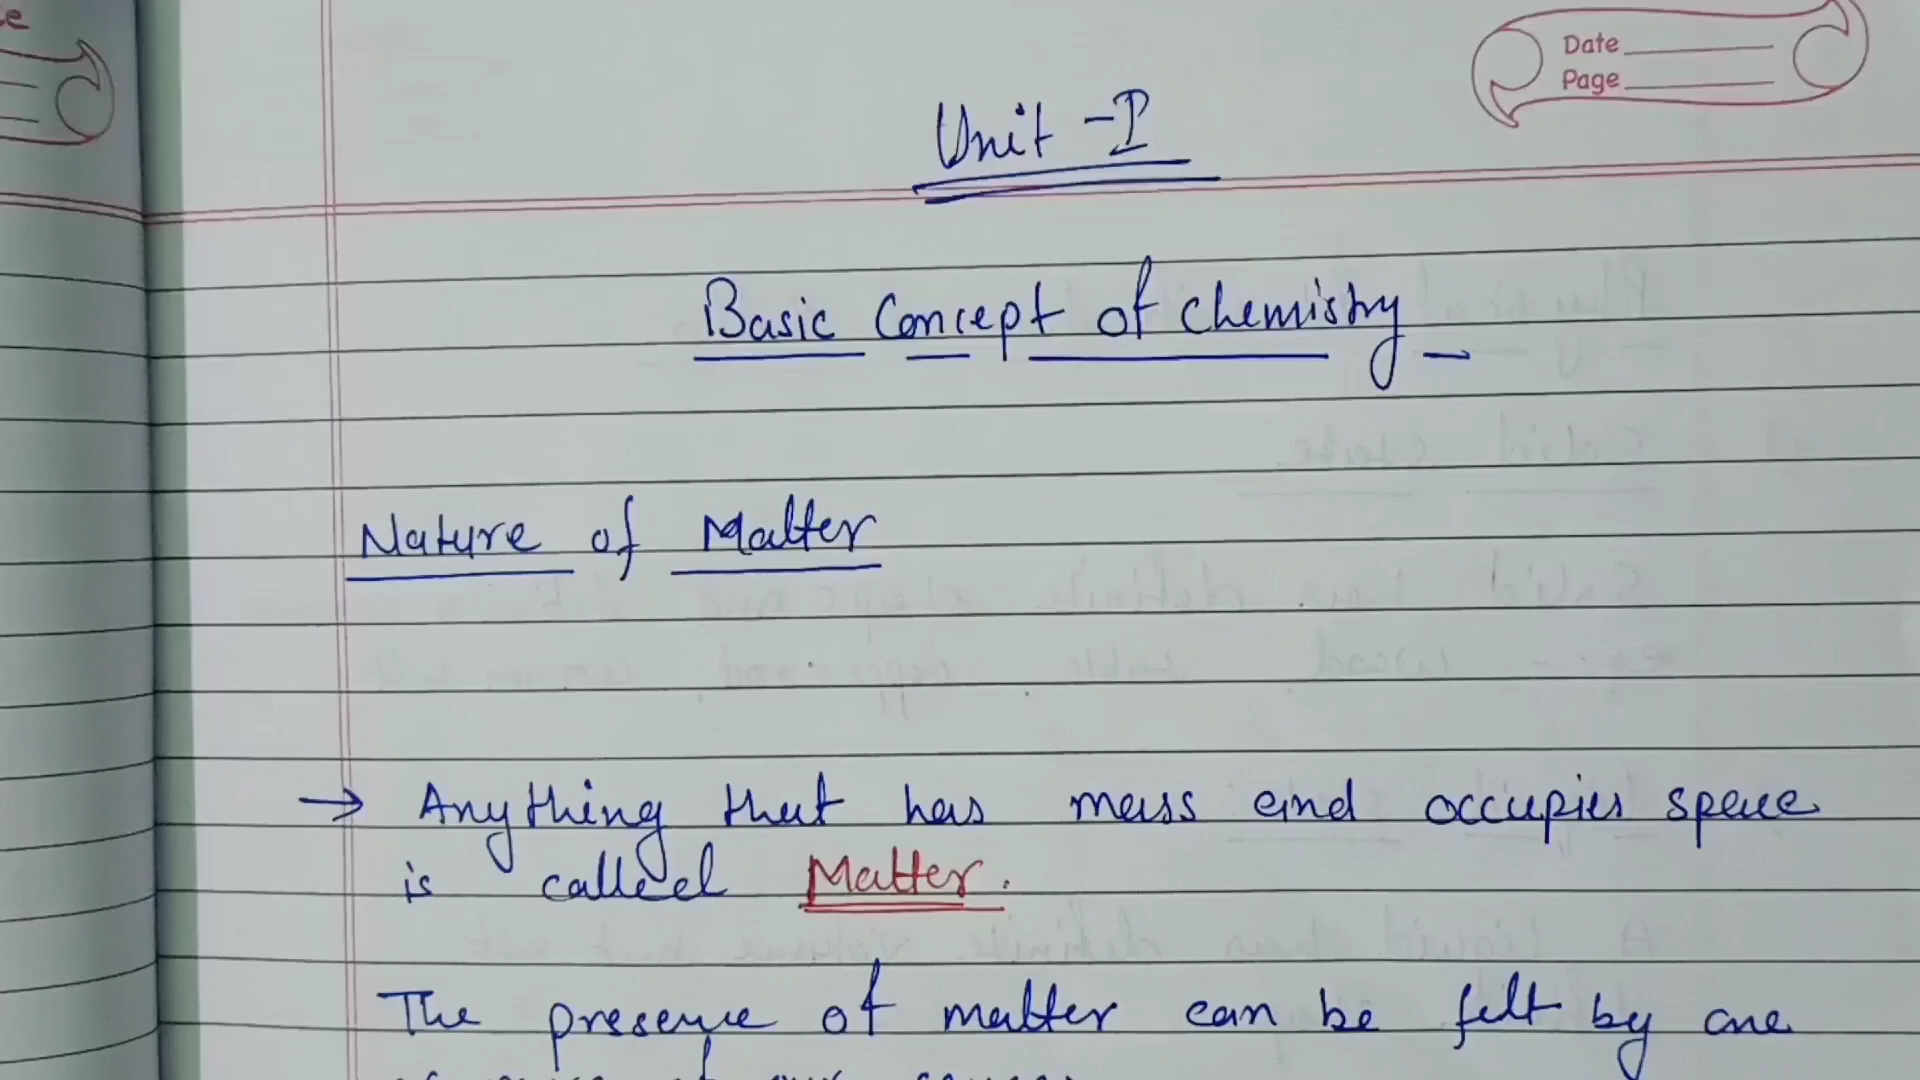 Date
Page
Unit -I
Basic Concept of Chemistry
Nature of Matter
→ Anything that has mass and occupies space
is called Matter.
The presence of matter can be felt by one